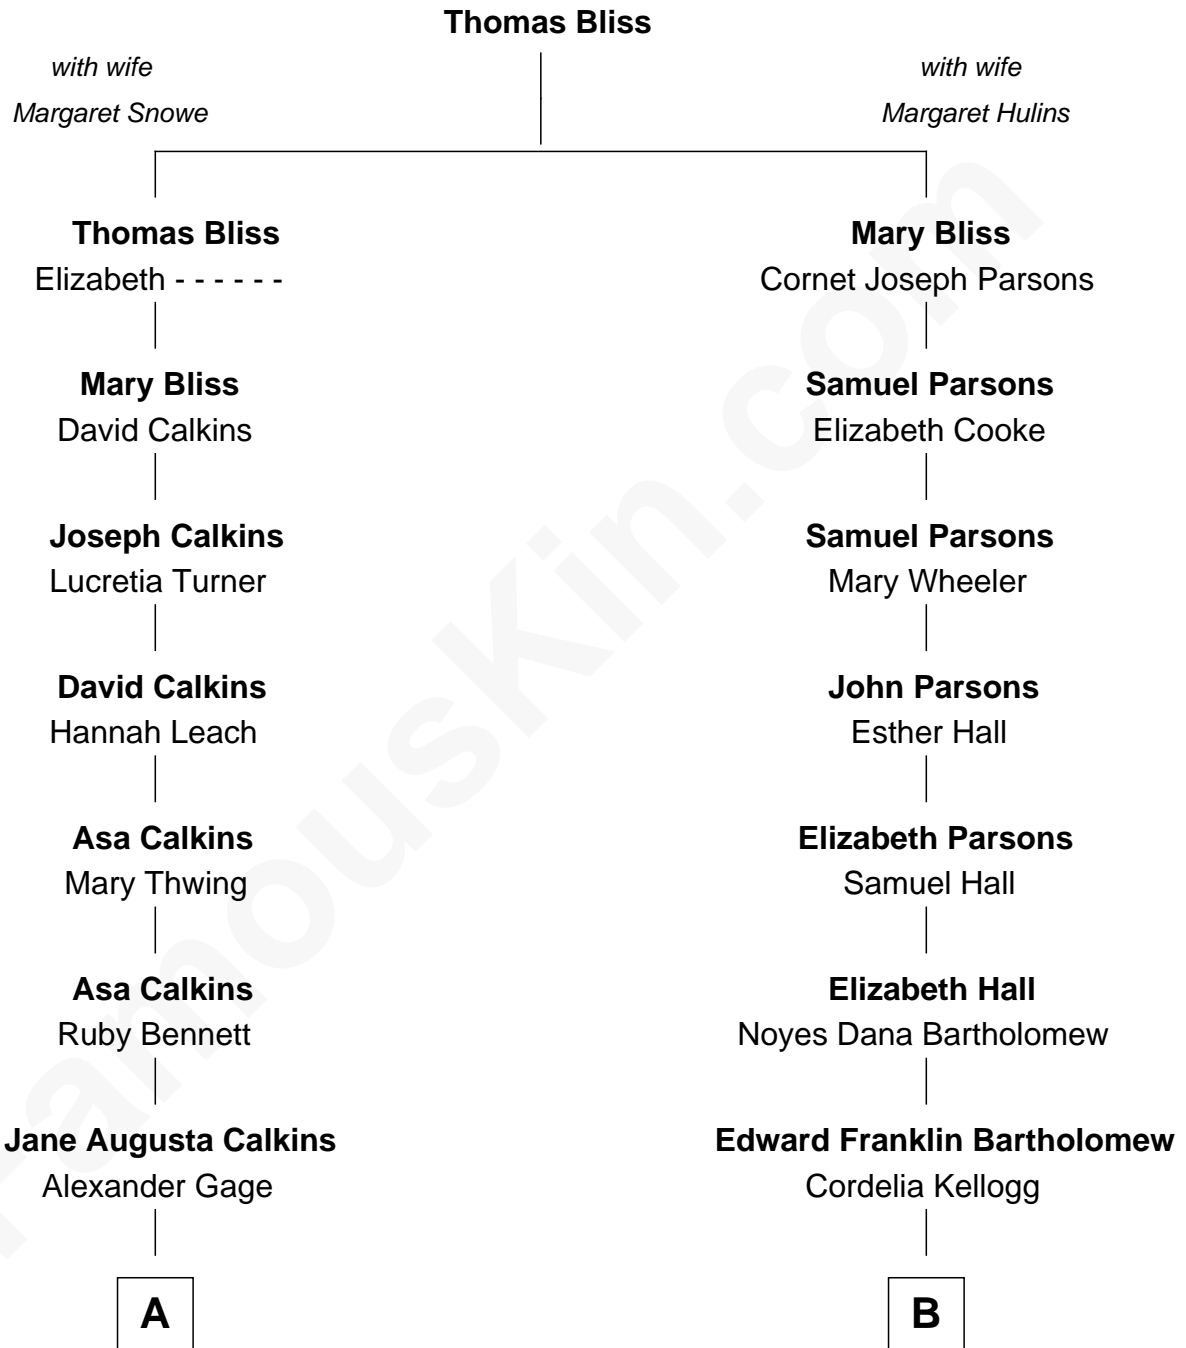 Thomas Bliss
with wife
Margaret Snowe
with wife
Margaret Hulins
Thomas Bliss
Elizabeth - - - - - -
Mary Bliss
Cornet Joseph Parsons
Mary Bliss
David Calkins
Samuel Parsons
Elizabeth Cooke
Joseph Calkins
Lucretia Turner
Samuel Parsons
Mary Wheeler
David Calkins
Hannah Leach
John Parsons
Esther Hall
Asa Calkins
Mary Thwing
Elizabeth Parsons
Samuel Hall
Asa Calkins
Ruby Bennett
Elizabeth Hall
Noyes Dana Bartholomew
Jane Augusta Calkins
Alexander Gage
Edward Franklin Bartholomew
Cordelia Kellogg
A
B
FamousKin.com